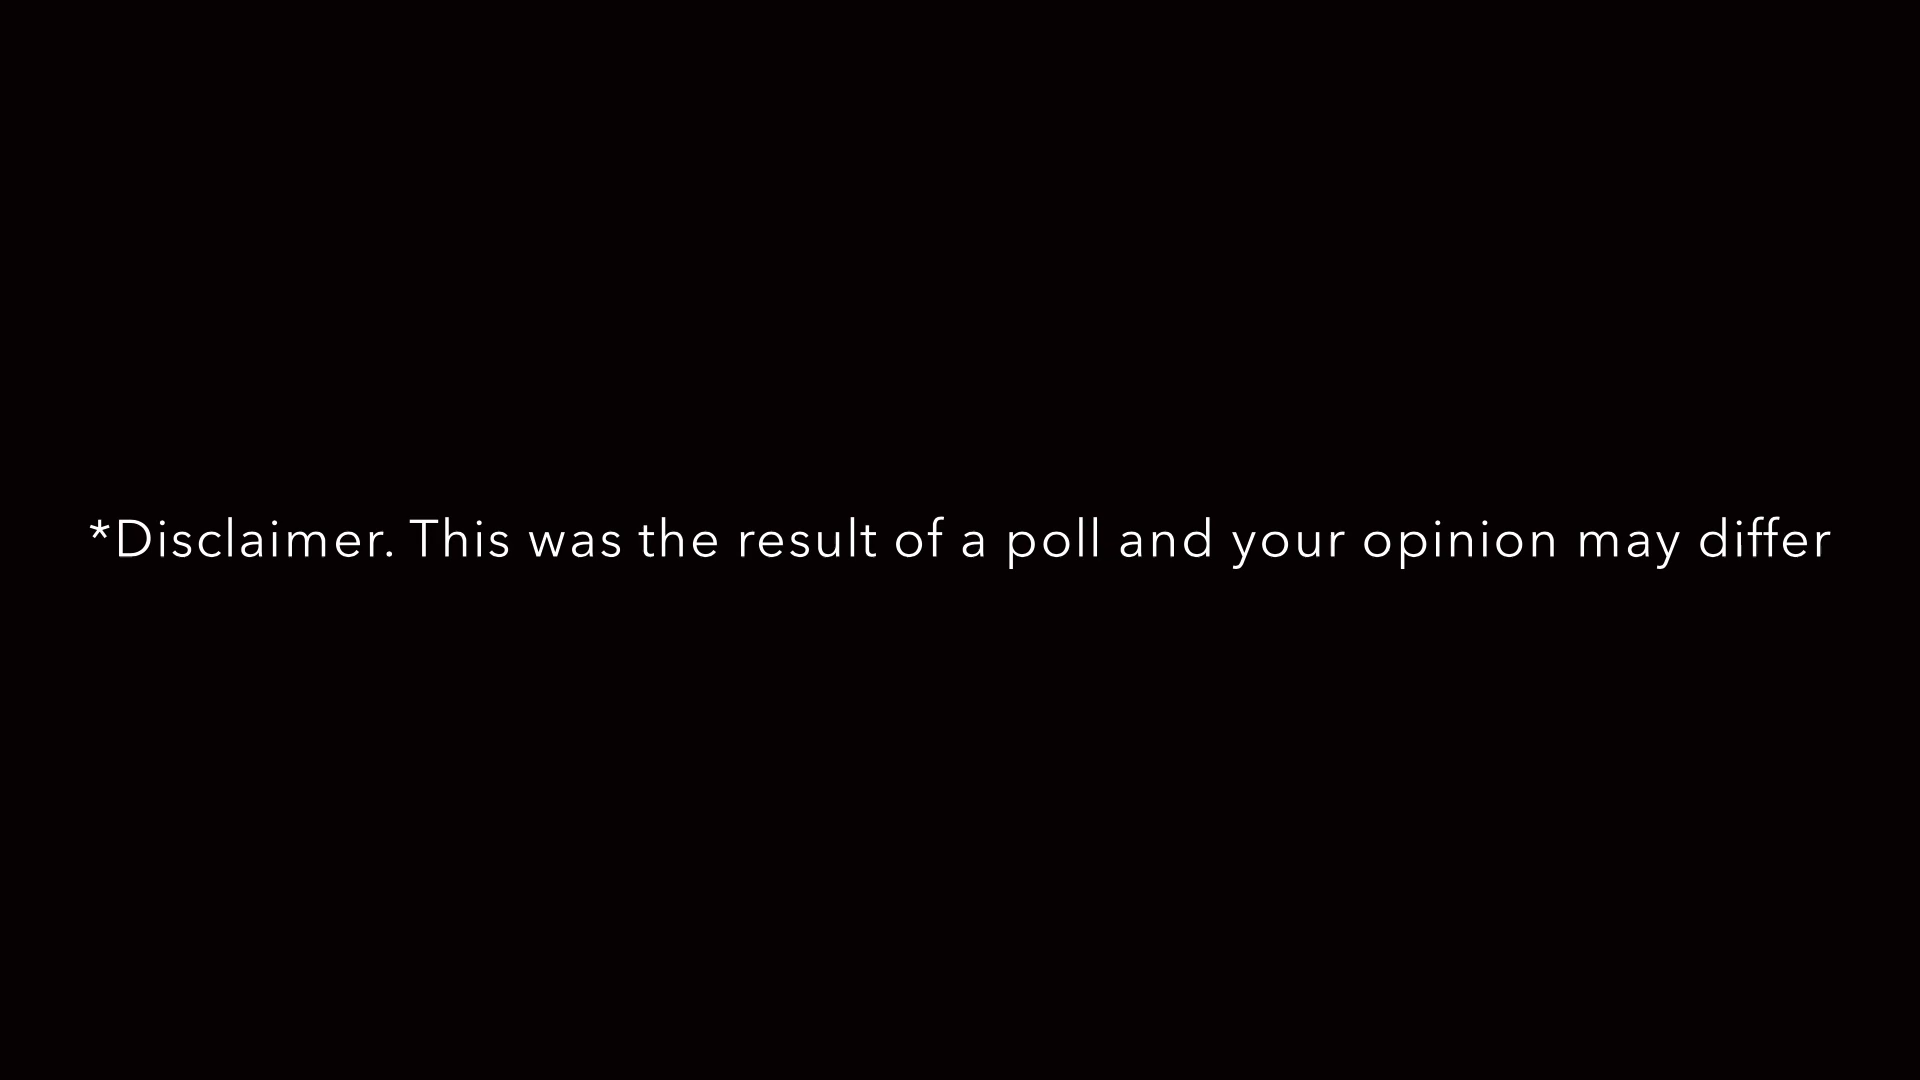 *Disclaimer. This was the result of a poll and your opinion may differ